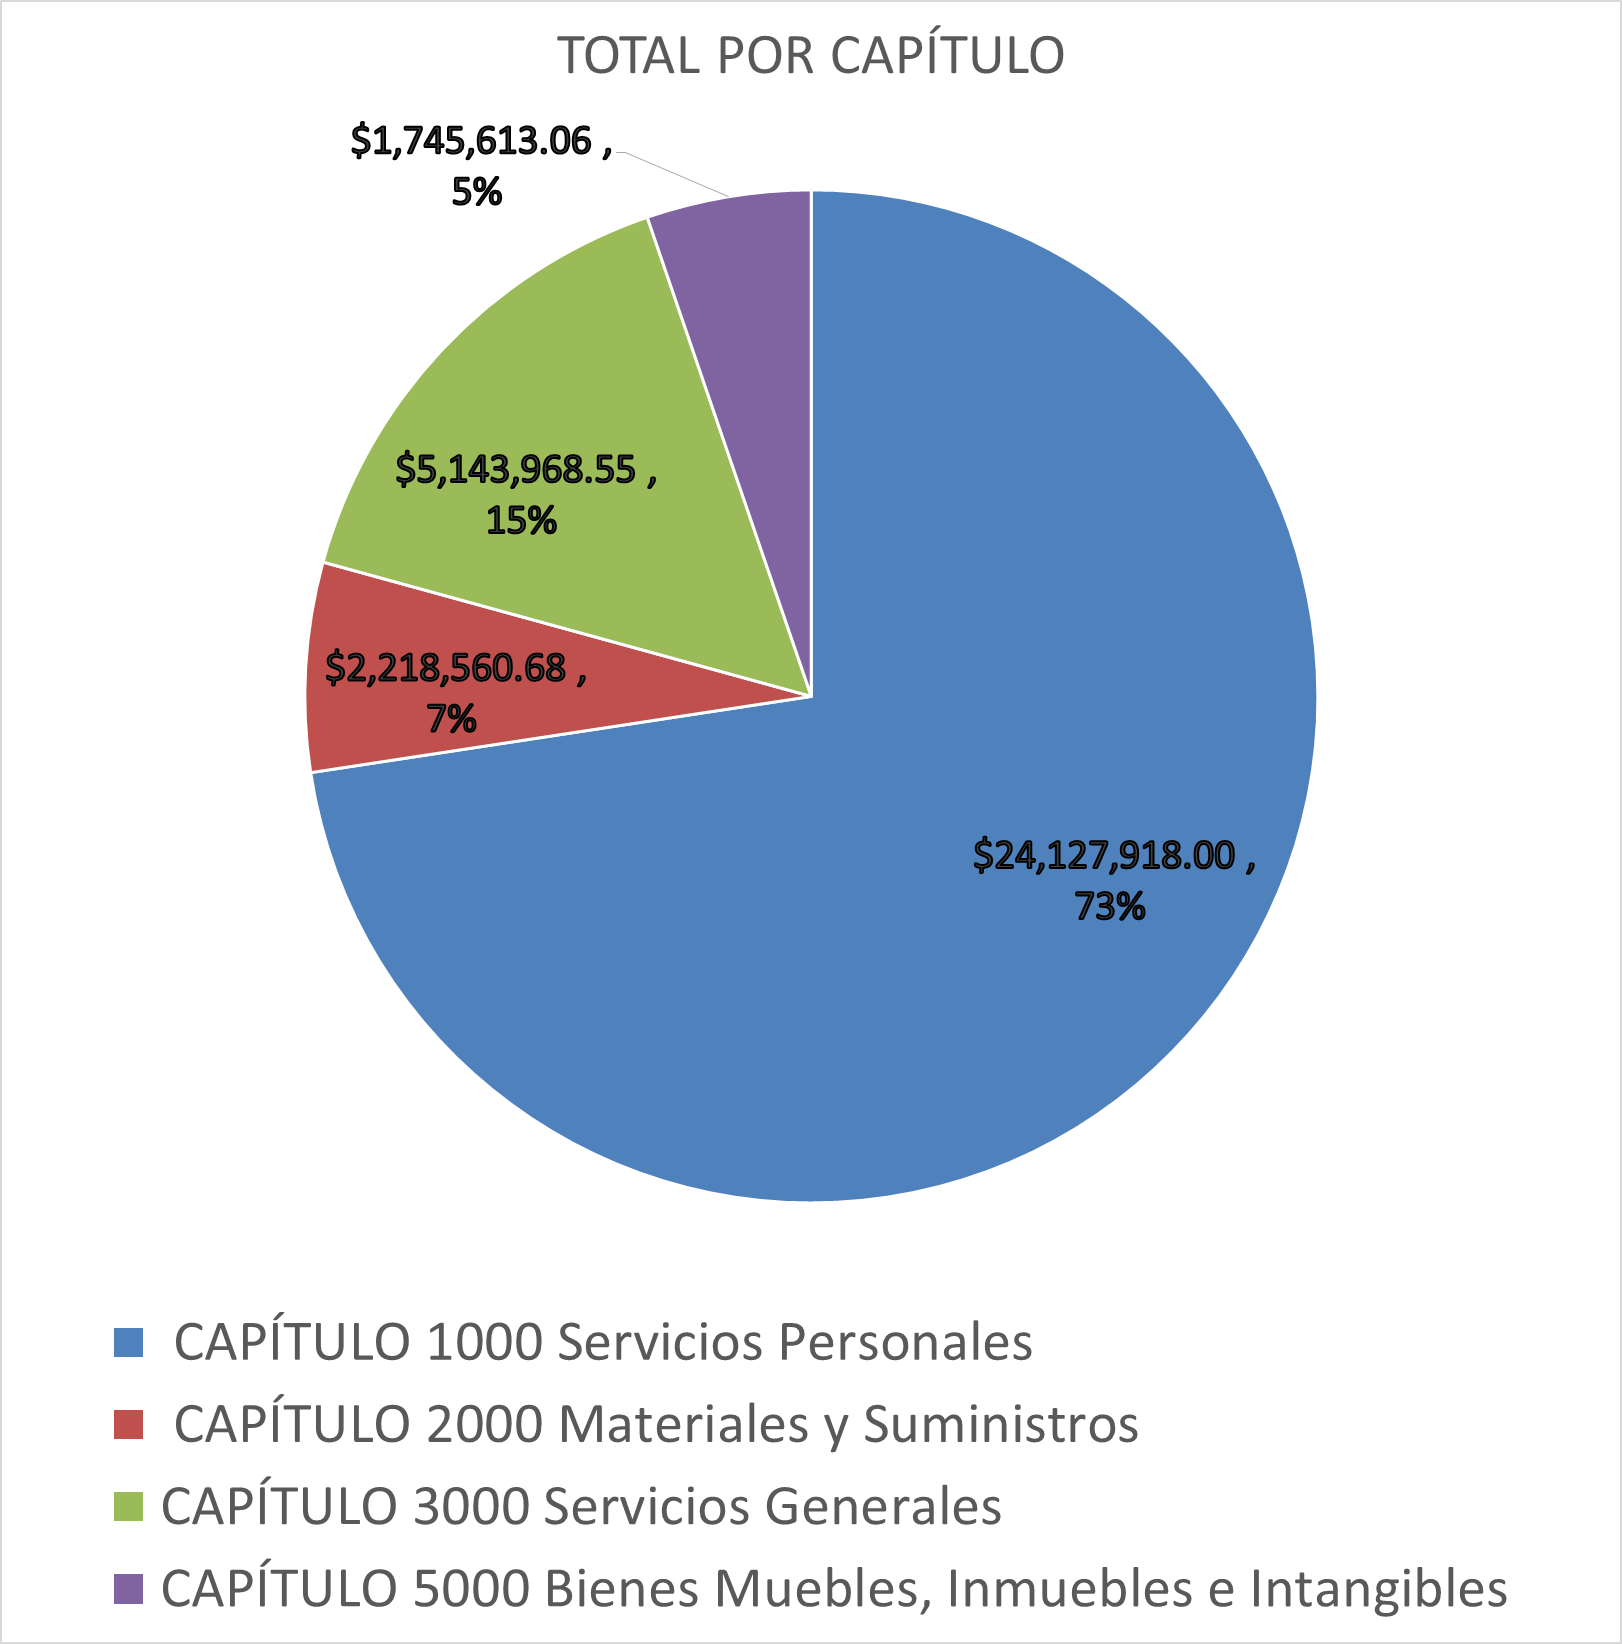 TOTAL POR CAPÍTULO
$1,745,613.06 ,
5%
$5,143,968.55 ,
15%
$2,218,560.68 ,
7%
$24,127,918.00 ,
73%
CAPÍTULO 1000 Servicios Personales
CAPÍTULO 2000 Materiales y Suministros
CAPÍTULO 3000 Servicios Generales
CAPÍTULO 5000 Bienes Muebles, Inmuebles e Intangibles